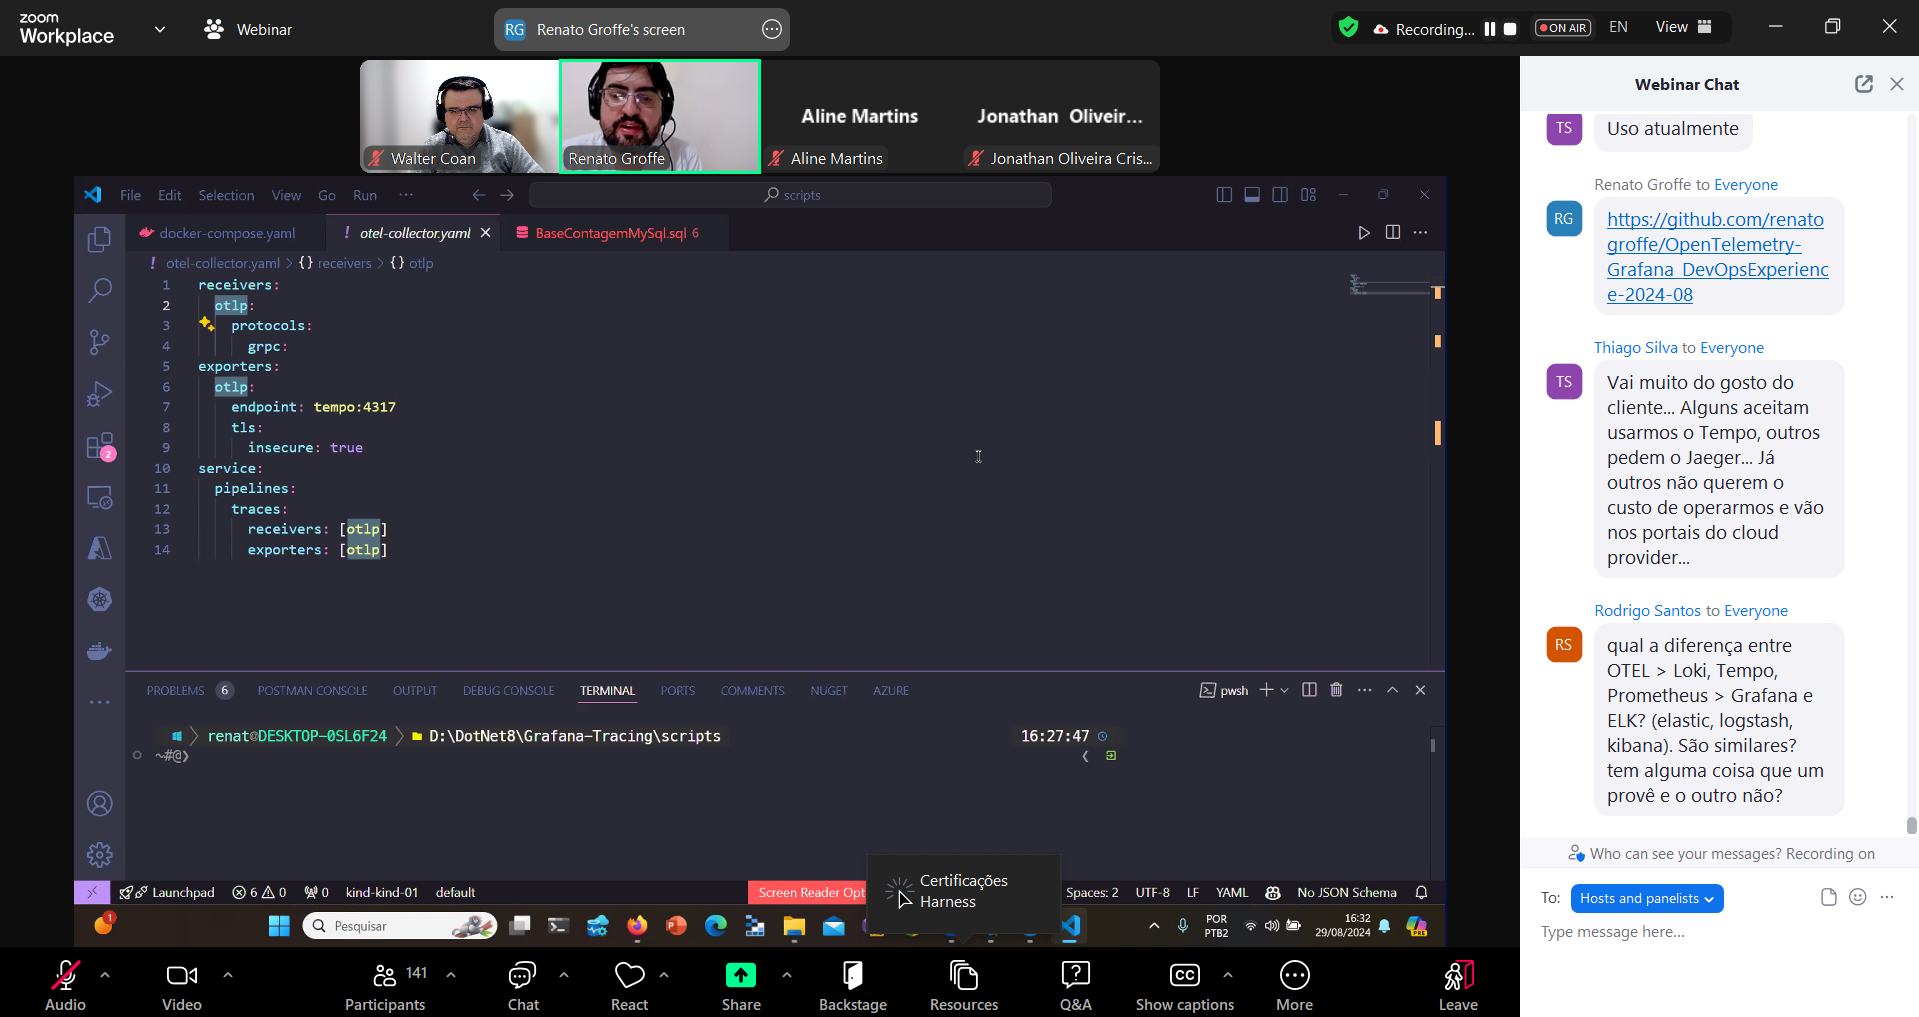 zoom
Workplace
Webinar
RG Renato Groffe's screen
Recording...
ON AIR
EN
View
Walter Coan
Renato Groffe
Aline Martins
Aline Martins
Jonathan Oliveir...
Jonathan Oliveira Cris...
File Edit Selection View Go Run ···
scripts
docker-compose.yaml
! otel-collector.yaml
BaseContagemMySql.sql 6
! otel-collector.yaml > {} receivers > {} otlp
1 receivers:
2 otlp:
3 protocols:
4 grpc:
5 exporters:
6 otlp:
7 endpoint: tempo:4317
8 tls:
9 insecure: true
10 service:
11 pipelines:
12 traces:
13 receivers: [otlp]
14 exporters: [otlp]
2
PROBLEMS 6 POSTMAN CONSOLE OUTPUT DEBUG CONSOLE TERMINAL PORTS COMMENTS NUGET AZURE
pwsh
renat@DESKTOP-0SL6F24 D:\DotNet8\Grafana-Tracing\scripts
16:27:47
~#@❯
Launchpad 6 0 0 kind-kind-01 default
Screen Reader Opt
Spaces: 2 UTF-8 LF YAML No JSON Schema
Certificações
Harness
1
Pesquisar
POR
PTB2
16:32
29/08/2024
PRE
Audio
Video
141
Participants
Chat
React
Share
Backstage
Resources
Q&A
CC
Show captions
More
Leave
Webinar Chat
TS
Uso atualmente
Renato Groffe to Everyone
RG
https://github.com/renato
groffe/OpenTelemetry-
Grafana_DevOpsExperienc
e-2024-08
Thiago Silva to Everyone
TS
Vai muito do gosto do
cliente... Alguns aceitam
usarmos o Tempo, outros
pedem o Jaeger... Já
outros não querem o
custo de operarmos e vão
nos portais do cloud
provider...
Rodrigo Santos to Everyone
RS
qual a diferença entre
OTEL > Loki, Tempo,
Prometheus > Grafana e
ELK? (elastic, logstash,
kibana). São similares?
tem alguma coisa que um
provê e o outro não?
Who can see your messages? Recording on
To: Hosts and panelists
Type message here...